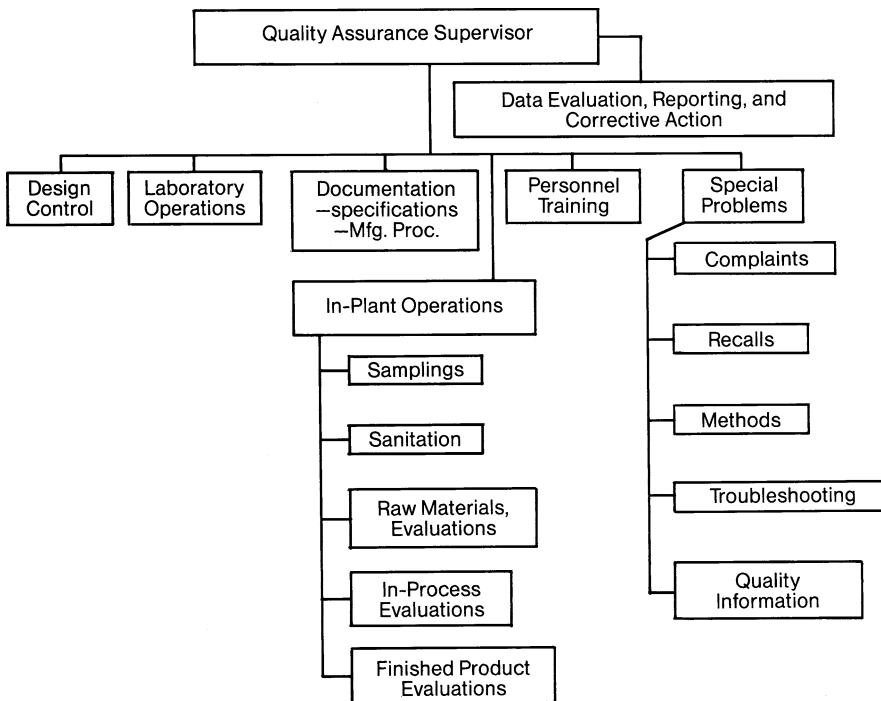 Quality Assurance Supervisor
Data Evaluation, Reporting, and
Corrective Action
Design
Control
Laboratory
Operations
Documentation
—specifications
—Mfg. Proc.
Personnel
Training
Special
Problems
In-Plant Operations
Samplings
Sanitation
Raw Materials,
Evaluations
In-Process
Evaluations
Finished Product
Evaluations
Complaints
Recalls
Methods
Troubleshooting
Quality
Information